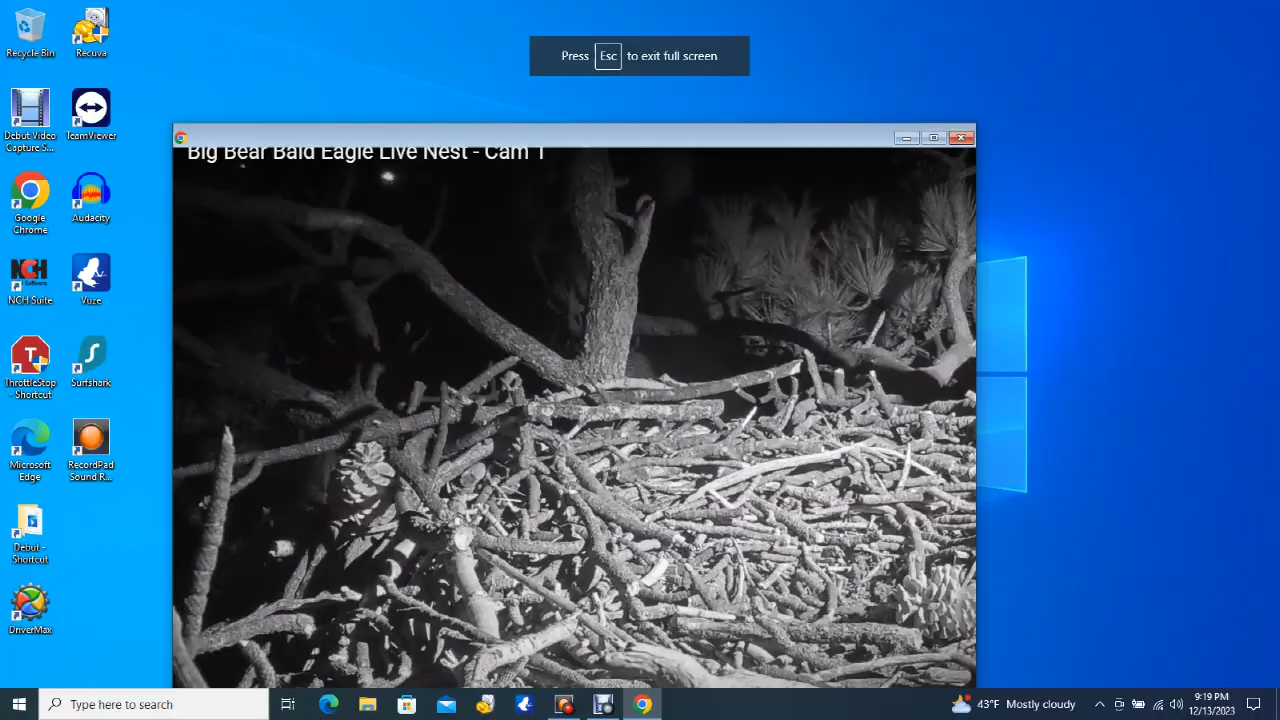 Recycle Bin
Recuva
Press Esc to exit full screen
Debut Video
Capture S...
TeamViewer
Big Bear Bald Eagle Live Nest - Cam 1
Google
Chrome
Audacity
NCH
Software
NCH Suite
Vuze
T
ThrottleStop
- Shortcut
Surfshark
Microsoft
Edge
RecordPad
Sound R...
Debut -
Shortcut
DriverMax
Type here to search
43°F Mostly cloudy
9:19 PM
12/13/2023